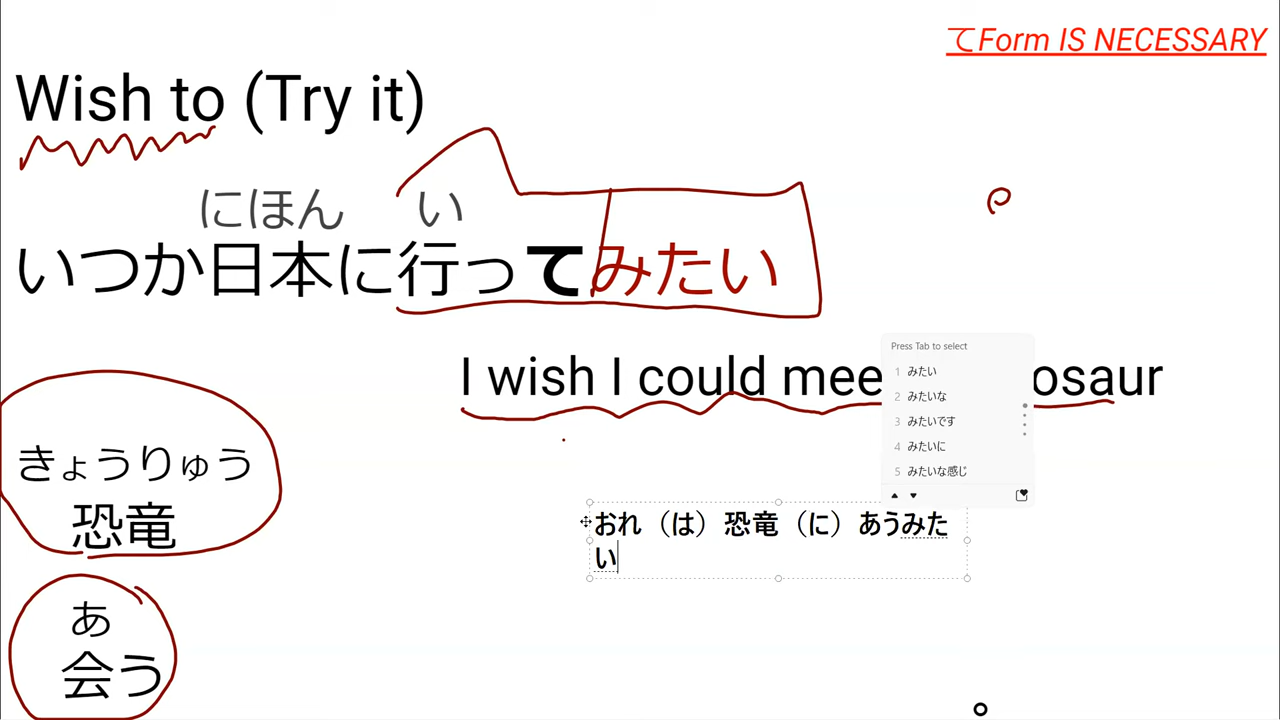 てForm IS NECESSARY
Wish to (Try it)
にほん い
いつか日本に行ってみたい
I wish I could mee osaur
Press Tab to select
1 みたい
2 みたいな
3 みたいです
4 みたいに
5 みたいな感じ
きょうりゅう
恐竜
おれ（は）恐竜（に）あうみた
い
あ
会う